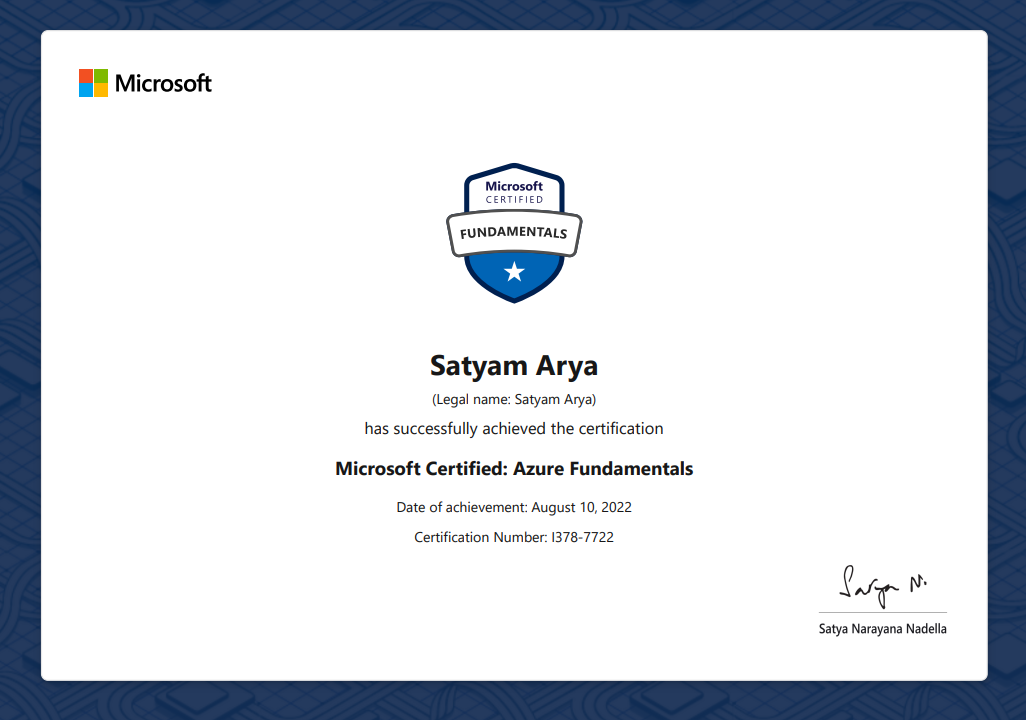 Microsoft
Microsoft
CERTIFIED
FUNDAMENTALS
Satyam Arya
(Legal name: Satyam Arya)
has successfully achieved the certification
Microsoft Certified: Azure Fundamentals
Date of achievement: August 10, 2022
Certification Number: I378-7722
Satya N.
Satya Narayana Nadella